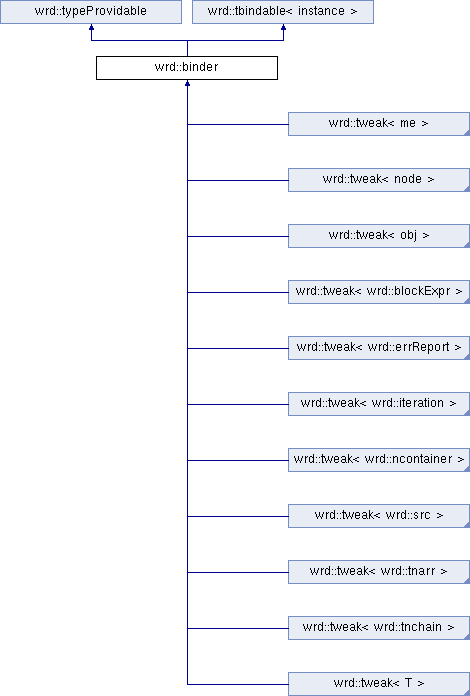 wrd::typeProvidable
wrd::tbindable< instance >
wrd::binder
wrd::tweak< me >
wrd::tweak< node >
wrd::tweak< obj >
wrd::tweak< wrd::blockExpr >
wrd::tweak< wrd::errReport >
wrd::tweak< wrd::iteration >
wrd::tweak< wrd::ncontainer >
wrd::tweak< wrd::src >
wrd::tweak< wrd::tnarr >
wrd::tweak< wrd::tnchain >
wrd::tweak< T >